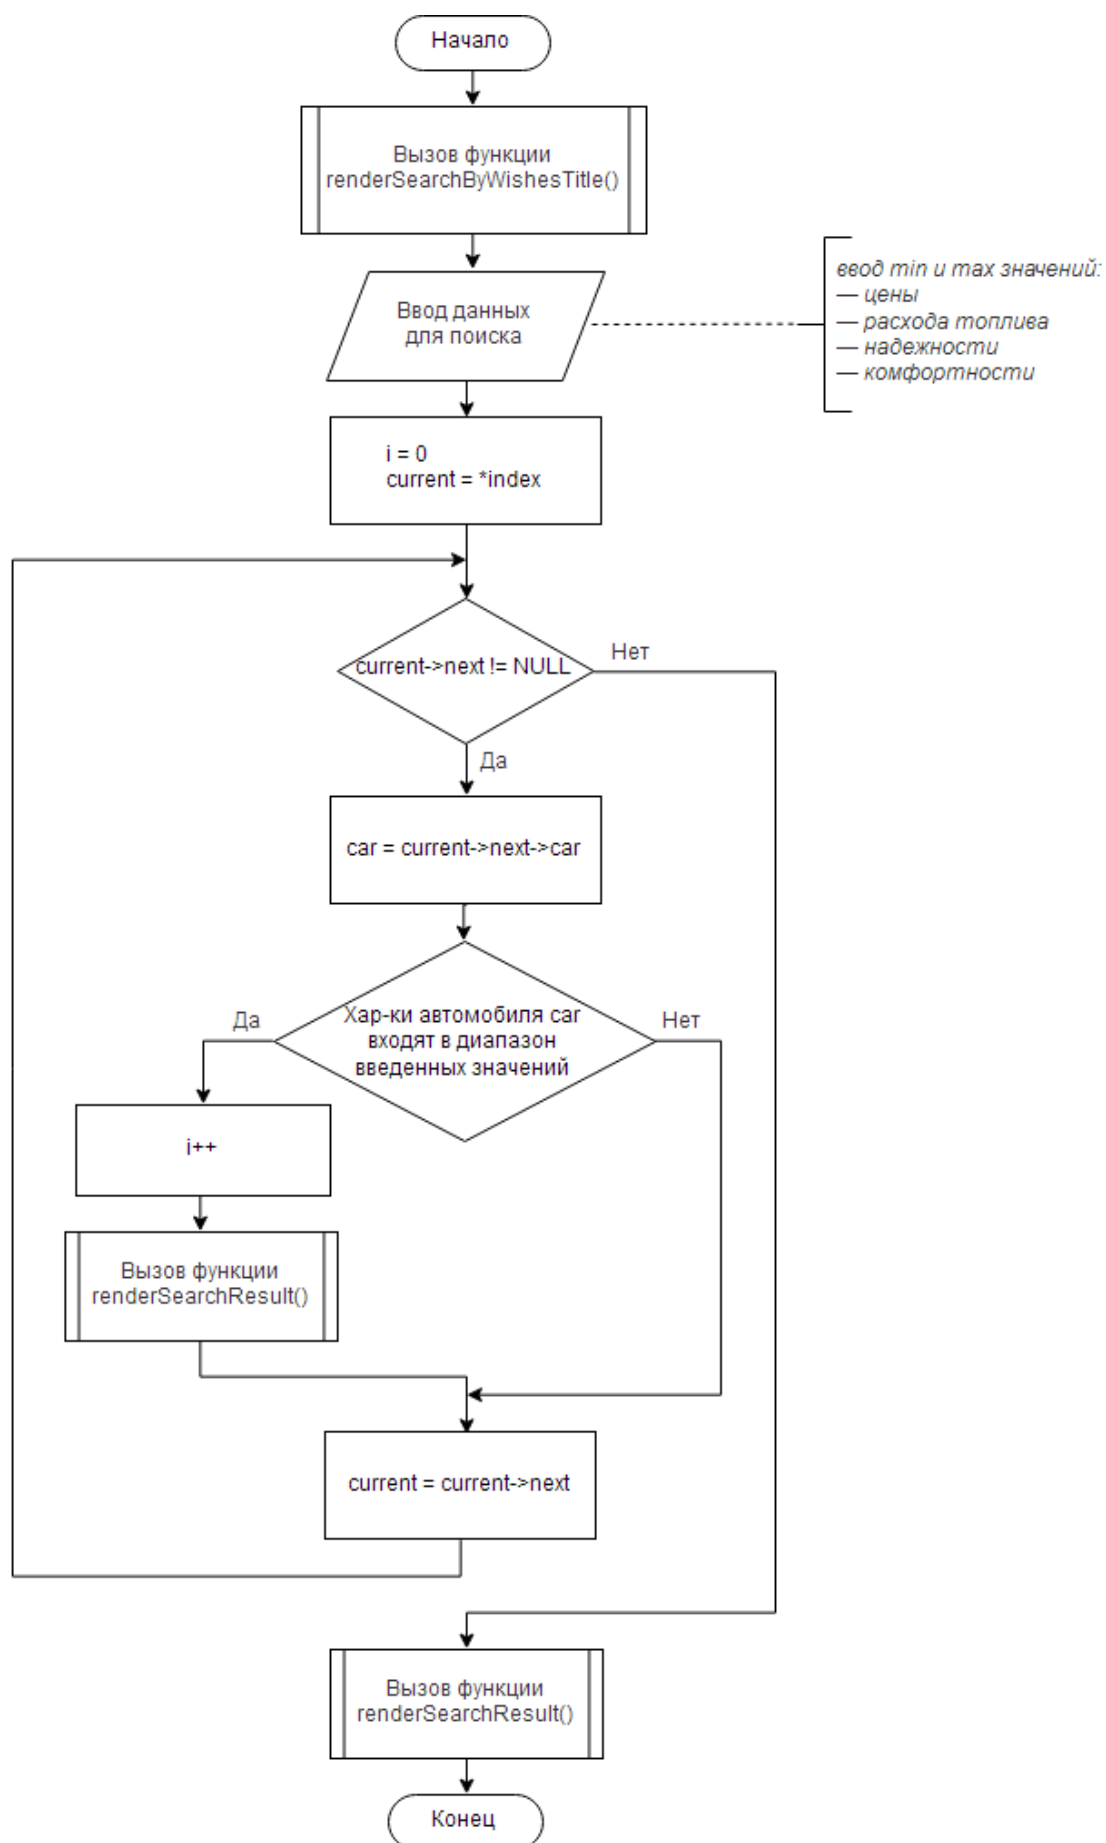 Начало
Вызов функции
renderSearchByWishesTitle()
Ввод данных
для поиска
ввод min и max значений:
— цены
— расхода топлива
— надежности
— комфортности
i = 0
current = *index
current->next != NULL
Нет
Да
car = current->next->car
Хар-ки автомобиля car
входят в диапазон
введенных значений
Да
Нет
i++
Вызов функции
renderSearchResult()
current = current->next
Вызов функции
renderSearchResult()
Конец